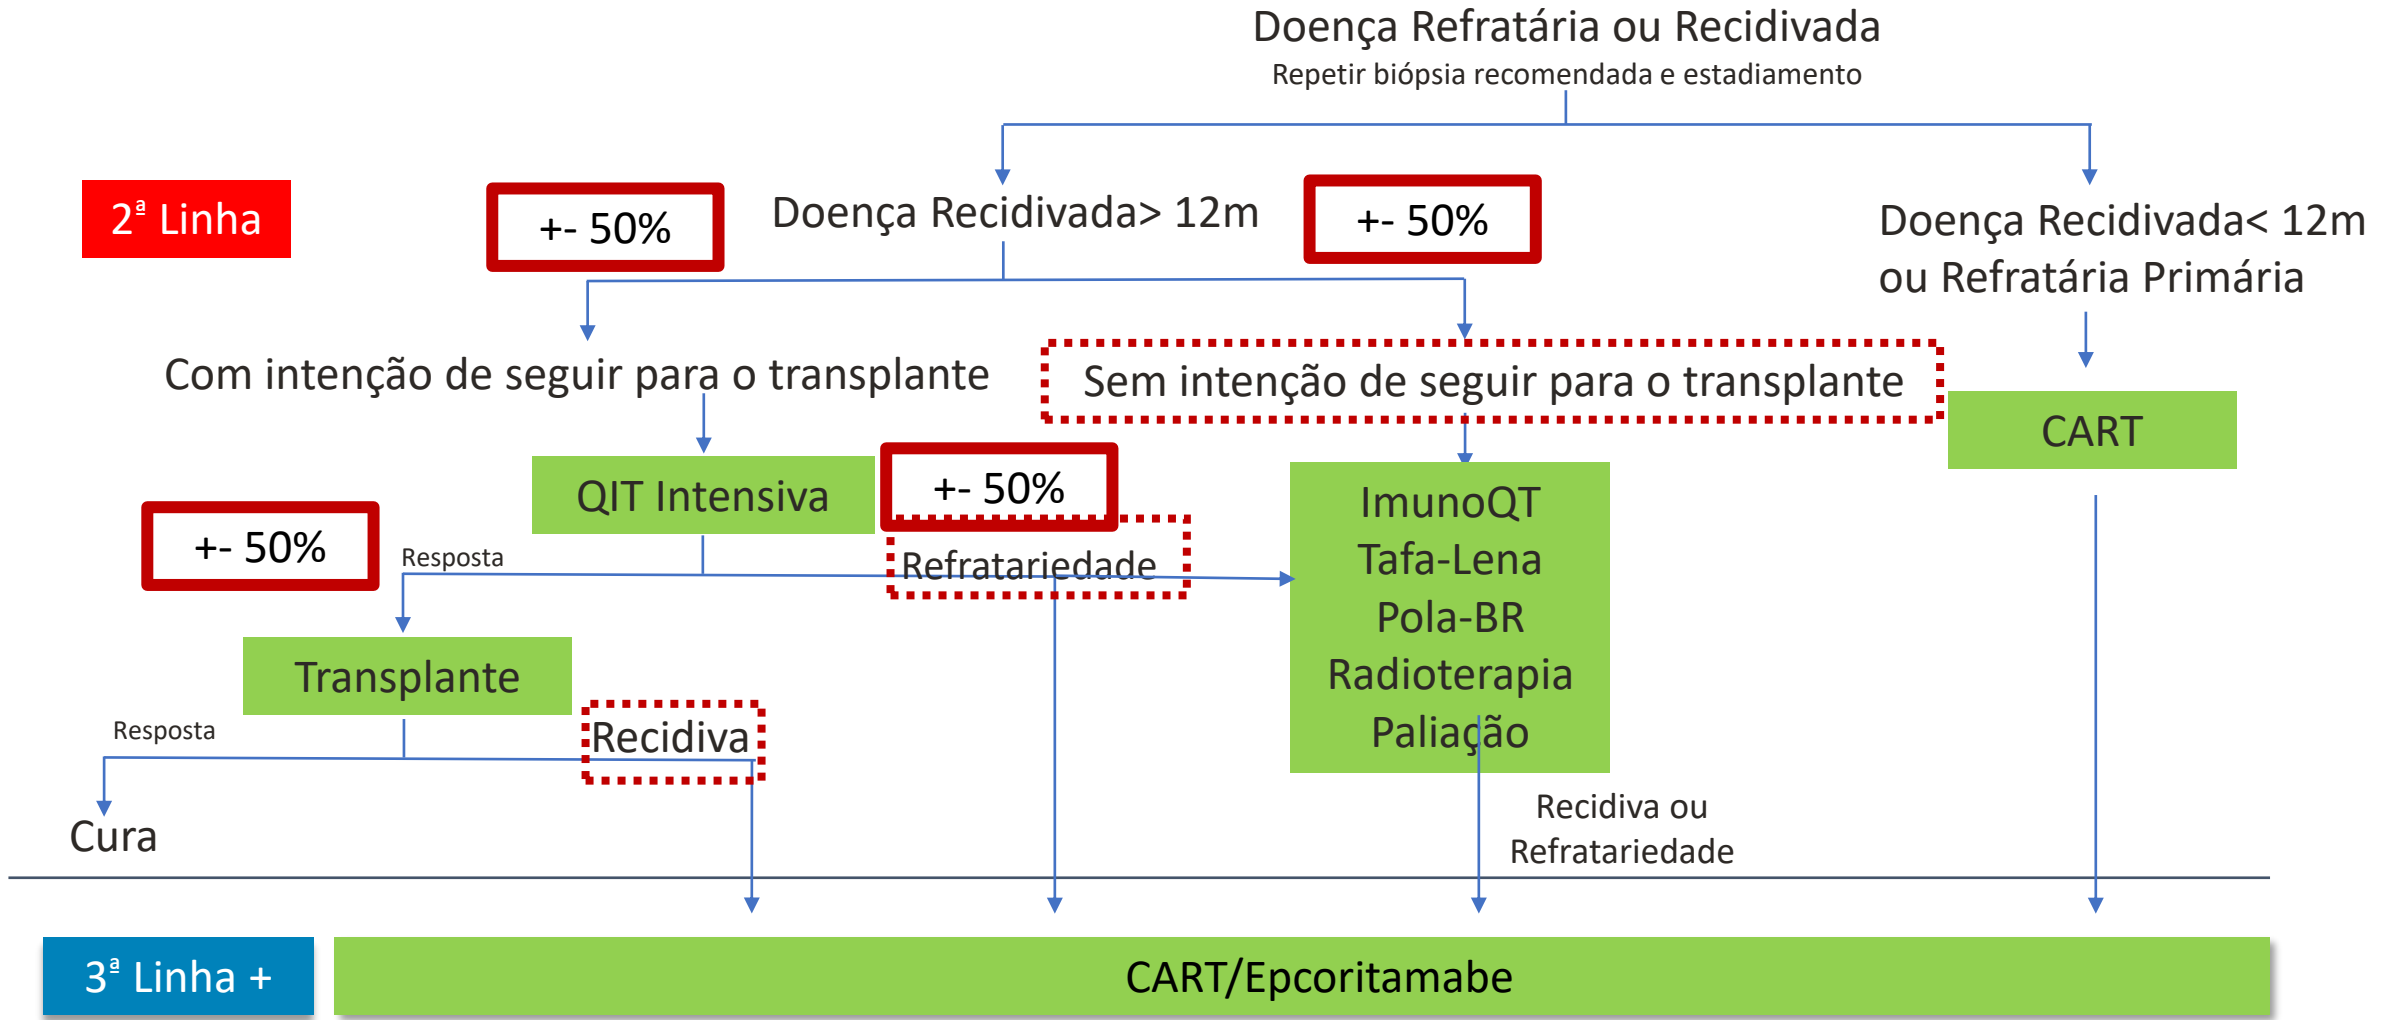 Doença Refratária ou Recidivada
Repetir biópsia recomendada e estadiamento
2ª Linha
+- 50%
Doença Recidivada> 12m
+- 50%
Doença Recidivada< 12m
ou Refratária Primária
Com intenção de seguir para o transplante
Sem intenção de seguir para o transplante
CART
QIT Intensiva
+- 50%
ImunoQT
Tafa-Lena
Pola-BR
Radioterapia
Paliação
+- 50%
Resposta
Refratariedade
Transplante
Resposta
Recidiva
Cura
Recidiva ou
Refratariedade
3ª Linha +
CART/Epcoritamabe